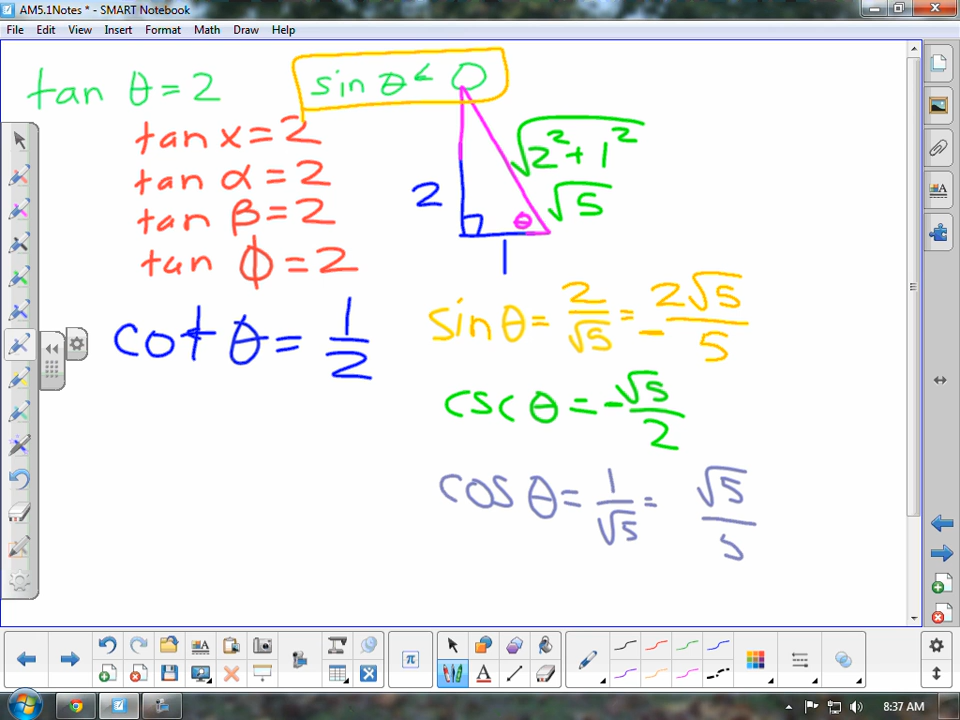 AM5.1Notes * - SMART Notebook
File Edit View Insert Format Math Draw Help
tan θ = 2
sin θ < 0
tan x = 2
tan α = 2
tan β = 2
tan ϕ = 2
√2² + 1²
√5
2
θ
1
cot θ = 1/2
sin θ = 2/√5 = -2√5/5
csc θ = -√5/2
cos θ = 1/√5 = √5/5
π
A
8:37 AM